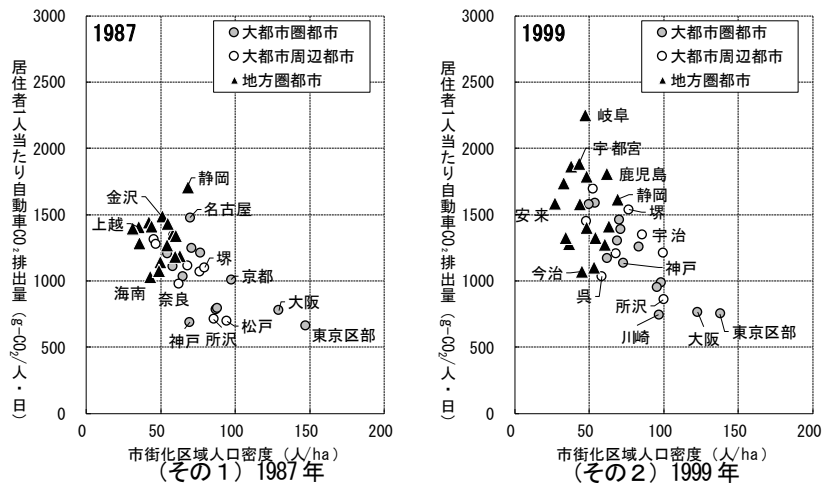 1987
大都市圏都市
大都市周辺都市
地方圏都市
居住者一人当たり自動車CO₂排出量（g-CO₂/人・日）
3000
2500
2000
1500
1000
500
0
0
50
100
150
200
静岡
金沢
名古屋
上越
堺
京都
海南
奈良
大阪
神戸
所沢
松戸
東京区部
市街化区域人口密度（人/ha）
（その１）1987年
1999
大都市圏都市
大都市周辺都市
地方圏都市
居住者一人当たり自動車CO₂排出量（g-CO₂/人・日）
3000
2500
2000
1500
1000
500
0
0
50
100
150
200
岐阜
宇都宮
鹿児島
静岡
安来
堺
宇治
神戸
今治
呉
所沢
川崎
大阪
東京区部
市街化区域人口密度（人/ha）
（その２）1999年